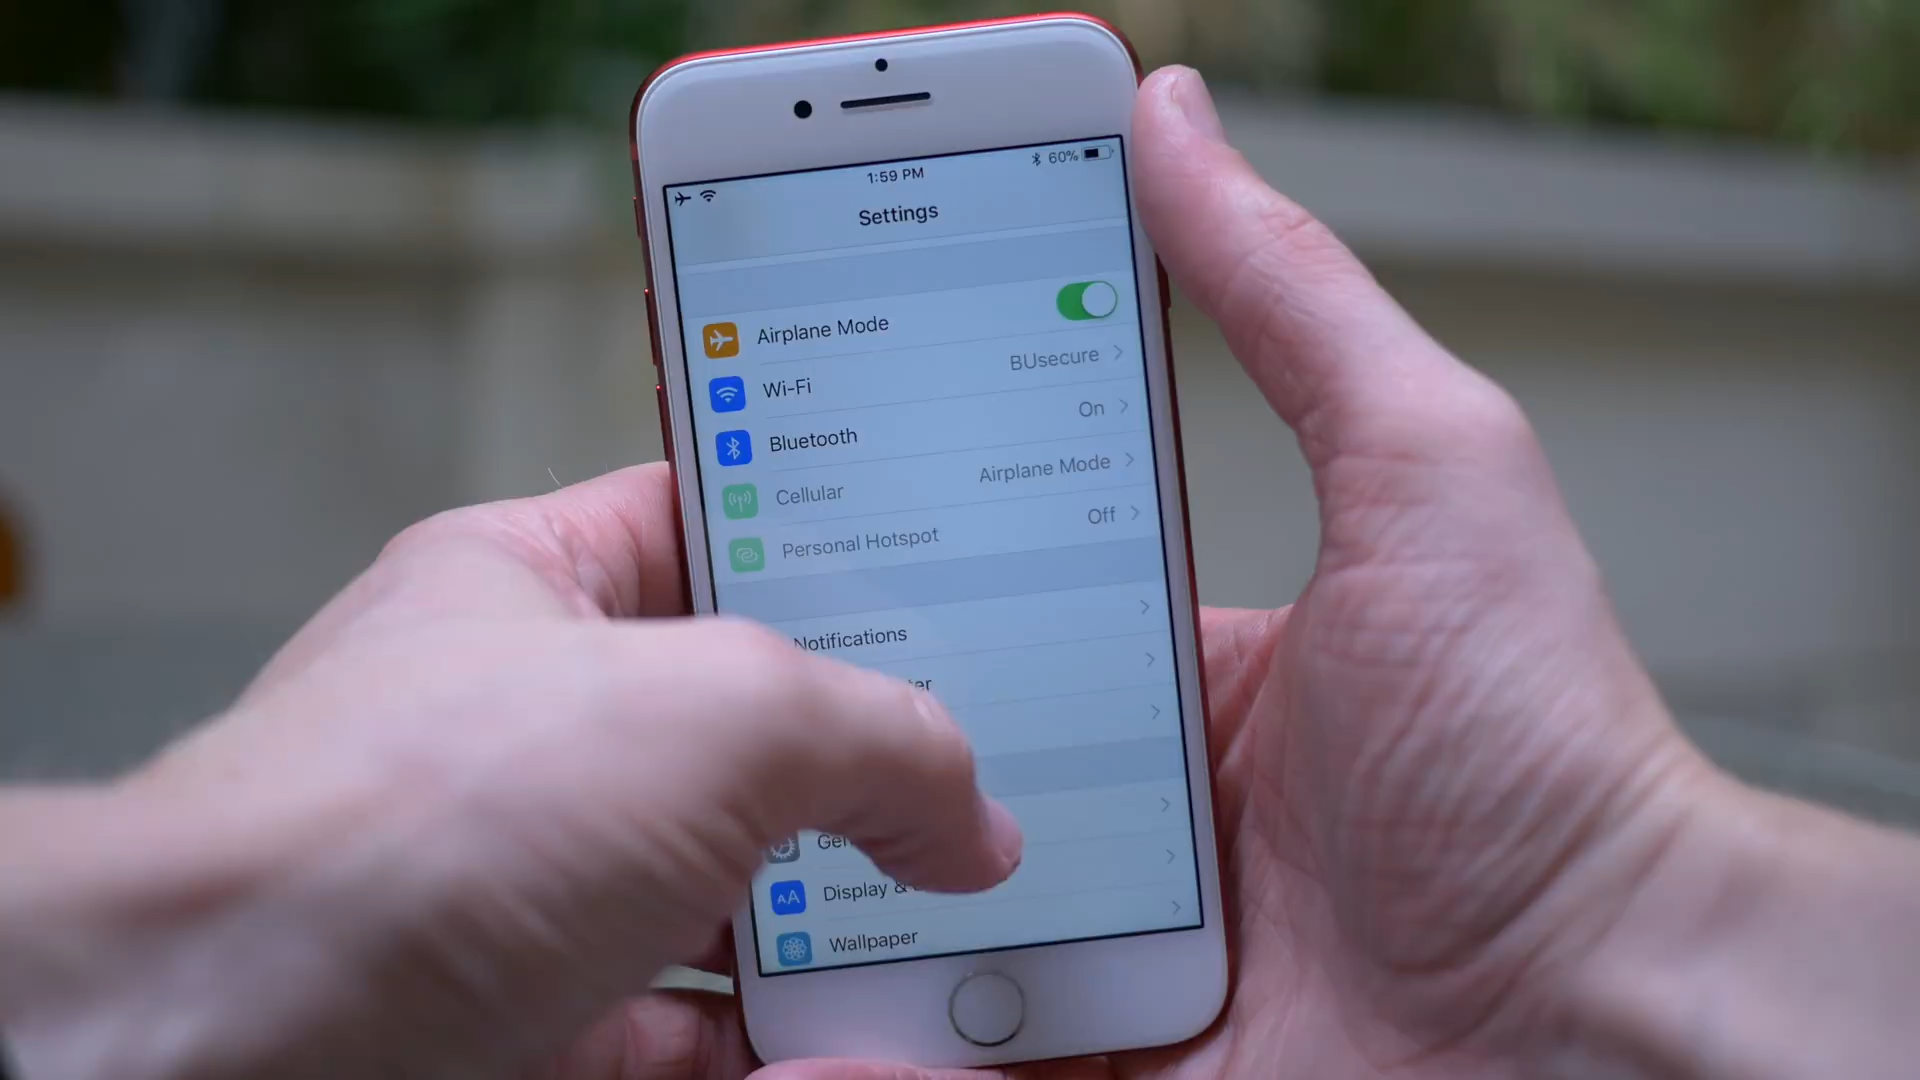 1:59 PM
60%
Settings
Airplane Mode
Wi-Fi BUsecure
Bluetooth On
Cellular Airplane Mode
Personal Hotspot Off
Notifications
Display &
Wallpaper